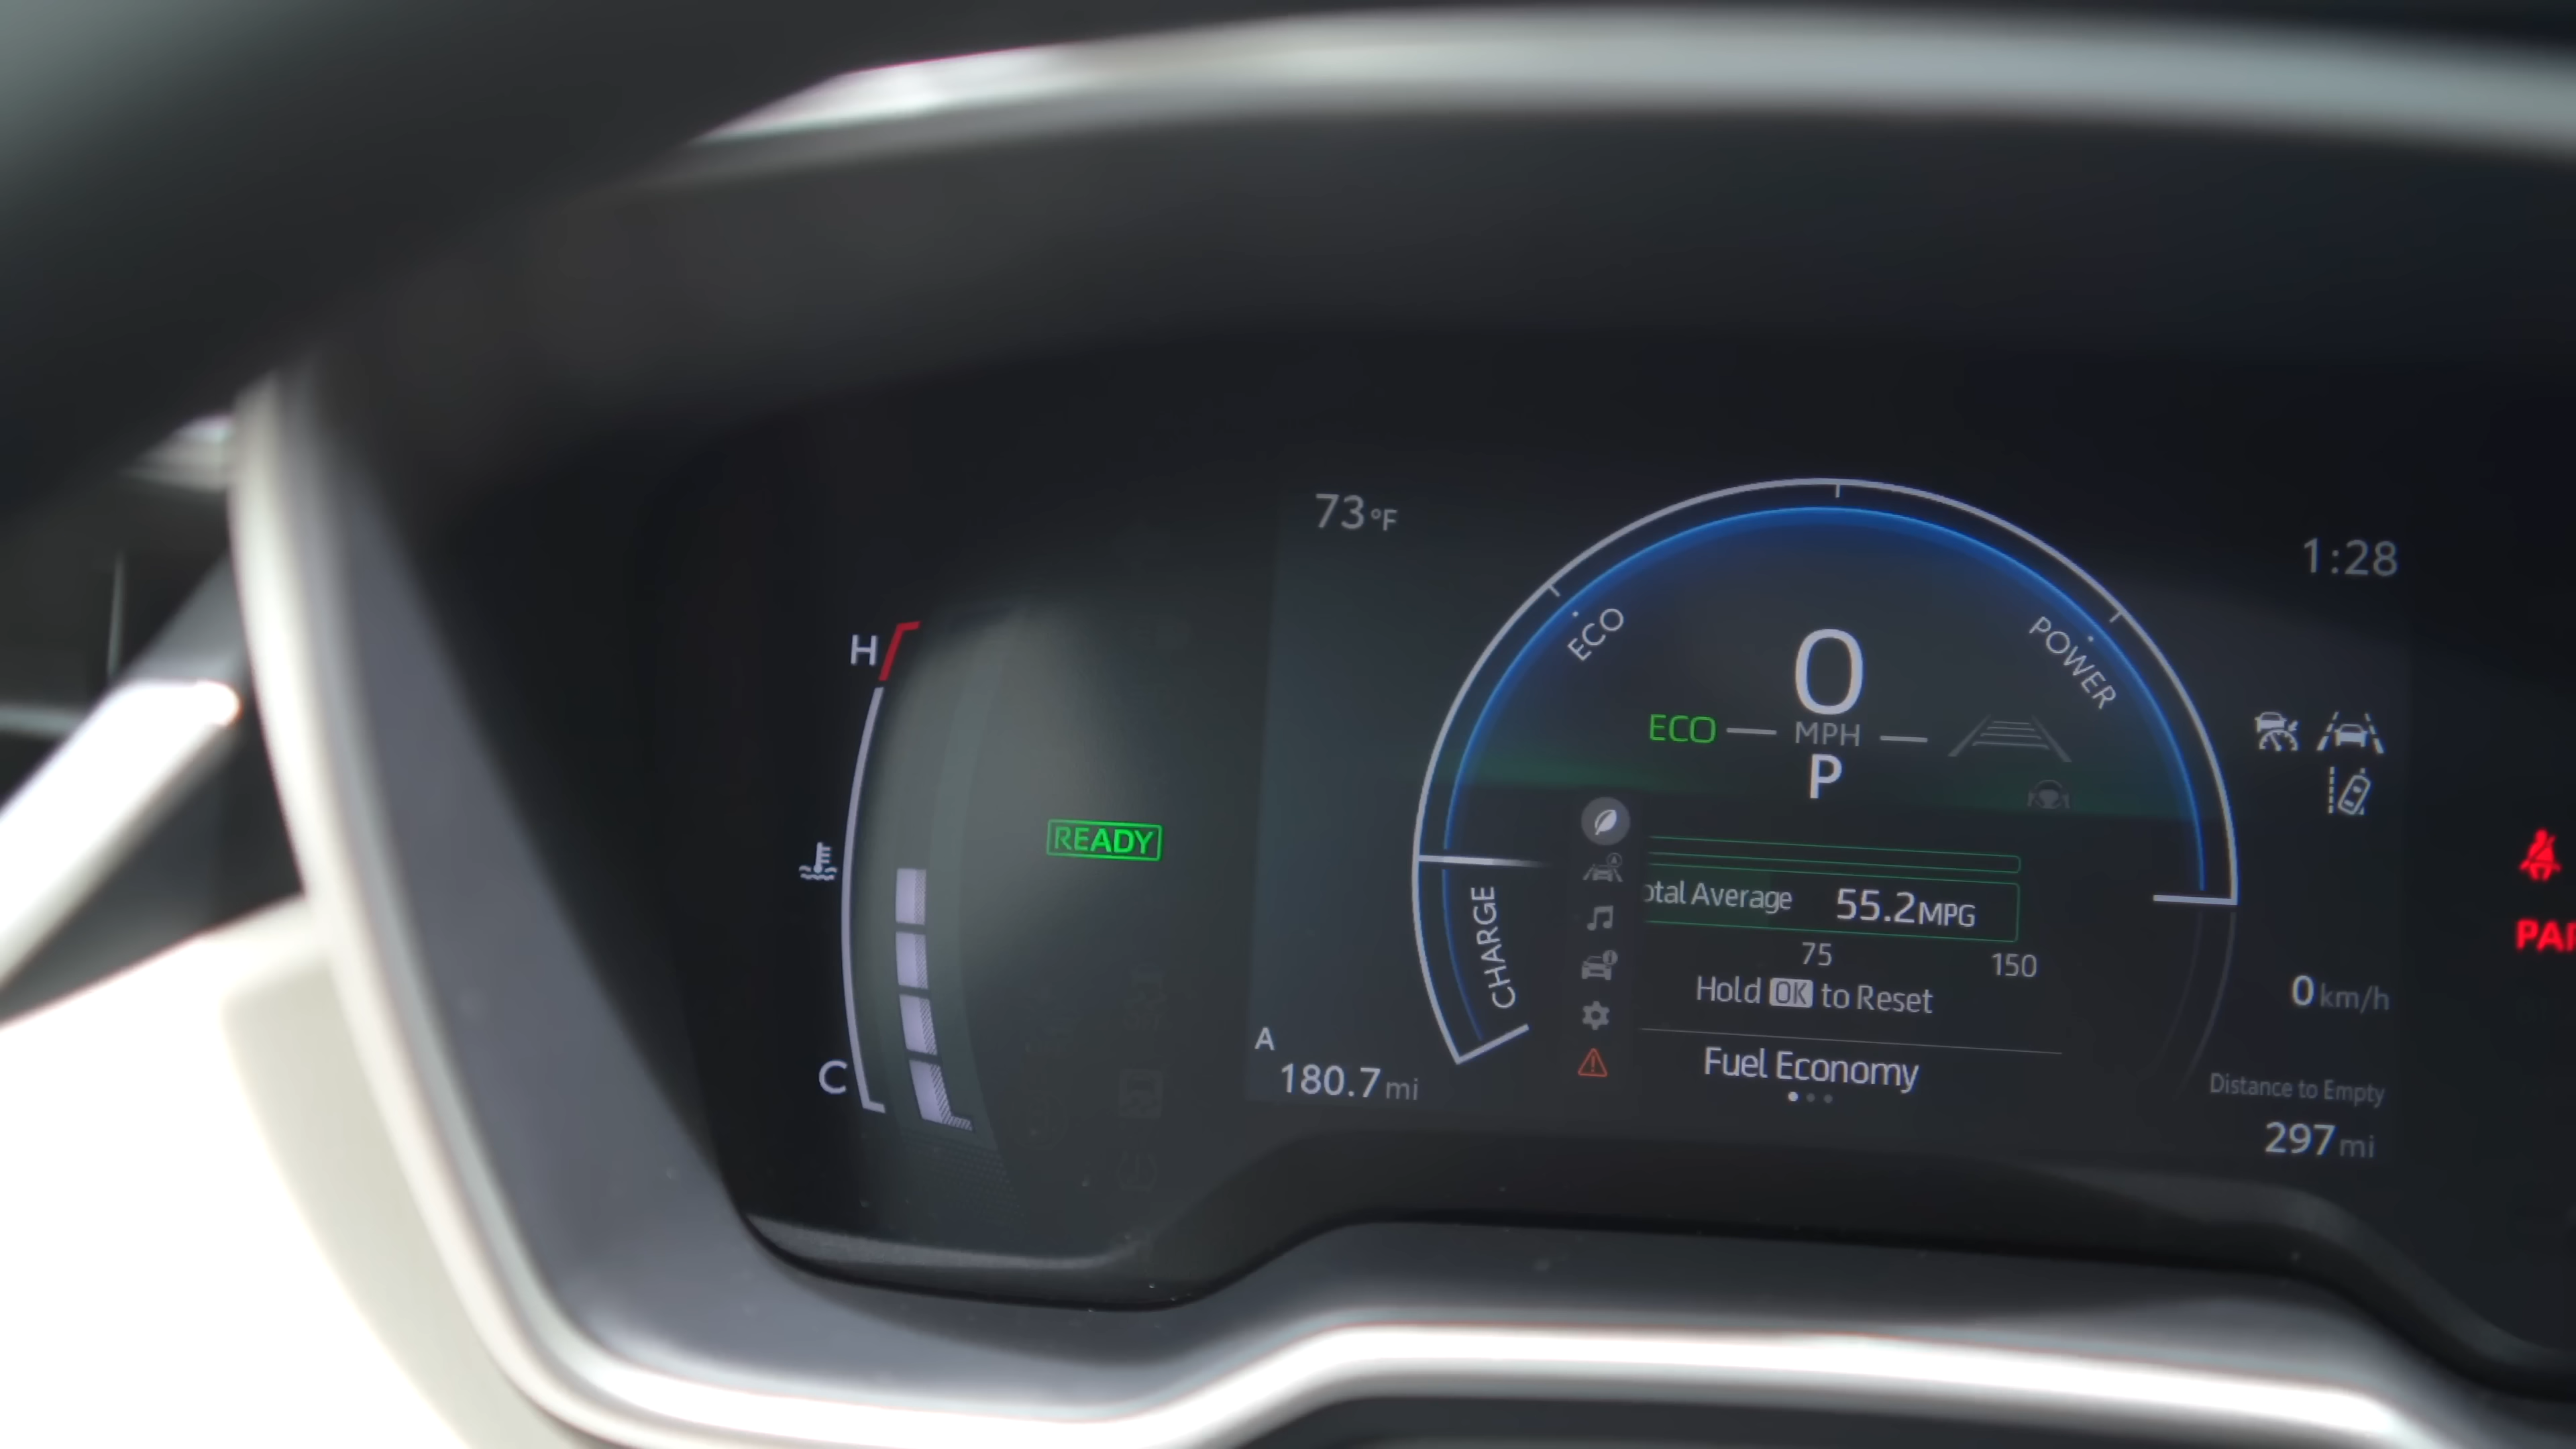 73°F
1:28
ECO
POWER
0
ECO
MPH
P
H
READY
otal Average 55.2MPG
75 150
CHARGE
Hold OK to Reset
0 km/h
A
180.7 mi
C
Fuel Economy
Distance to Empty
297 mi
PAR